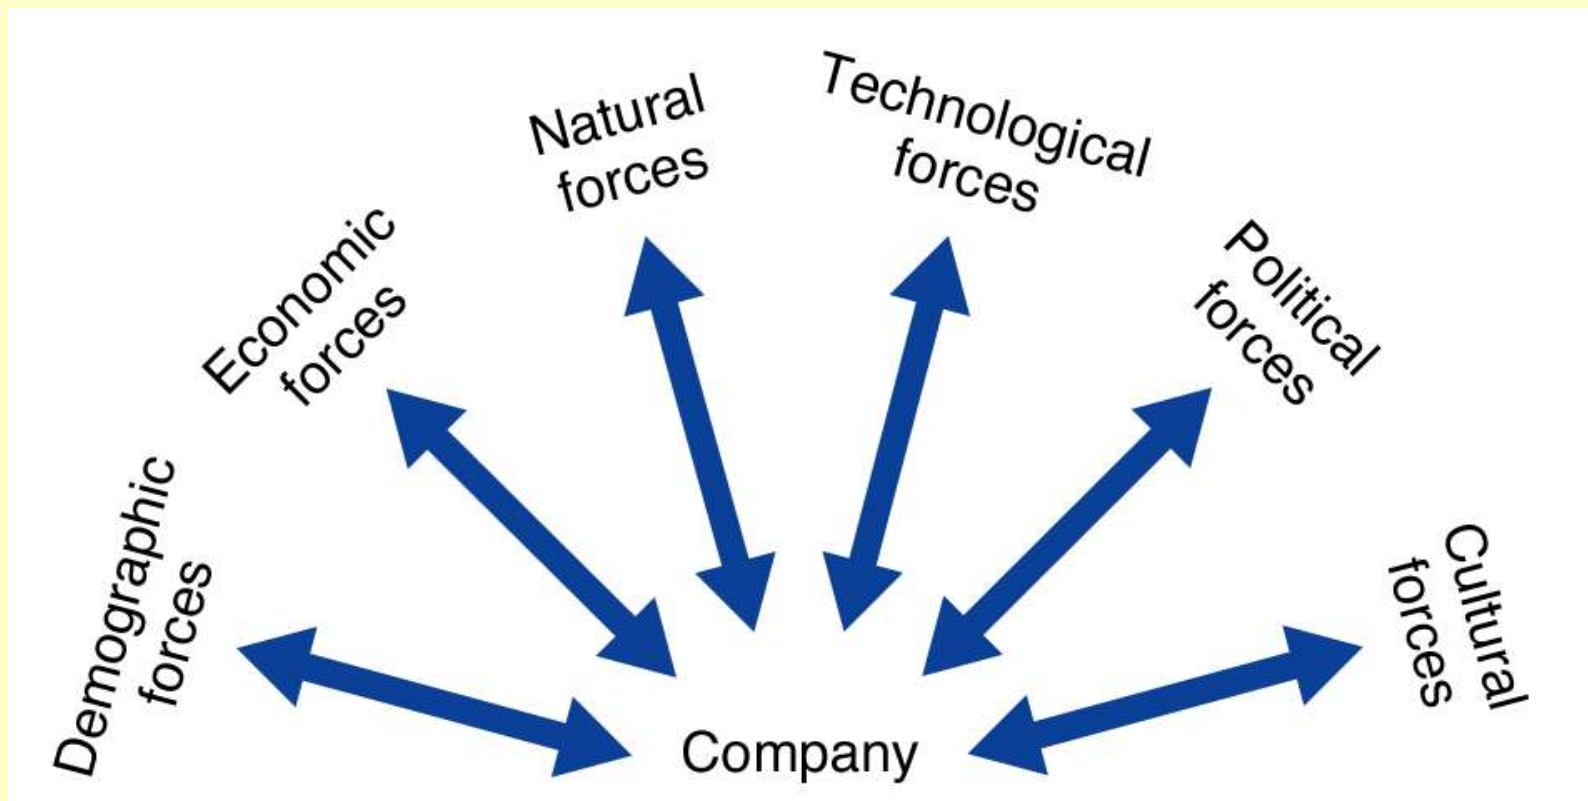 Demographic
forces
Economic
forces
Natural
forces
Technological
forces
Political
forces
Cultural
forces
Company